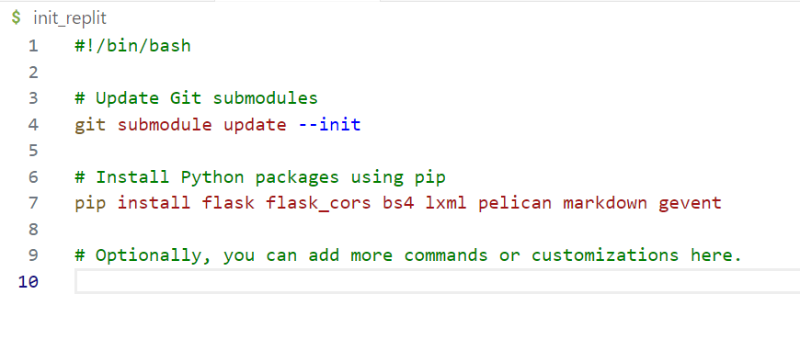 $ init_replit
1 #!/bin/bash
2
3 # Update Git submodules
4 git submodule update --init
5
6 # Install Python packages using pip
7 pip install flask flask_cors bs4 lxml pelican markdown gevent
8
9 # Optionally, you can add more commands or customizations here.
10